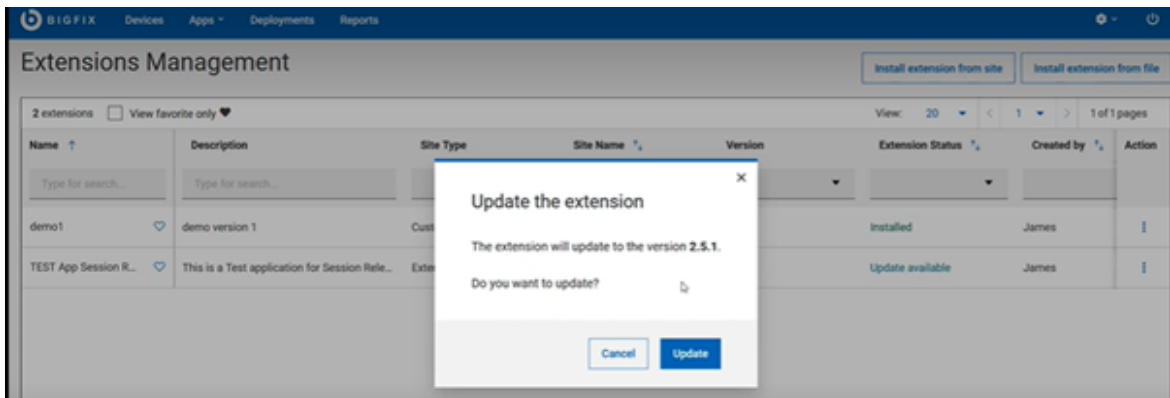 BIGFIX Devices Apps Deployments Reports
Extensions Management
Install extension from site Install extension from file
2 extensions View favorite only View: 20 1 1 of 1 pages
Name Description Site Type Site Name Version Extension Status Created by Action
Type for search... Type for search...
demo1 demo version 1 Cust Installed James
TEST App Session R... This is a Test application for Session Rele... Exte Update available James
Update the extension
The extension will update to the version 2.5.1.
Do you want to update?
Cancel Update